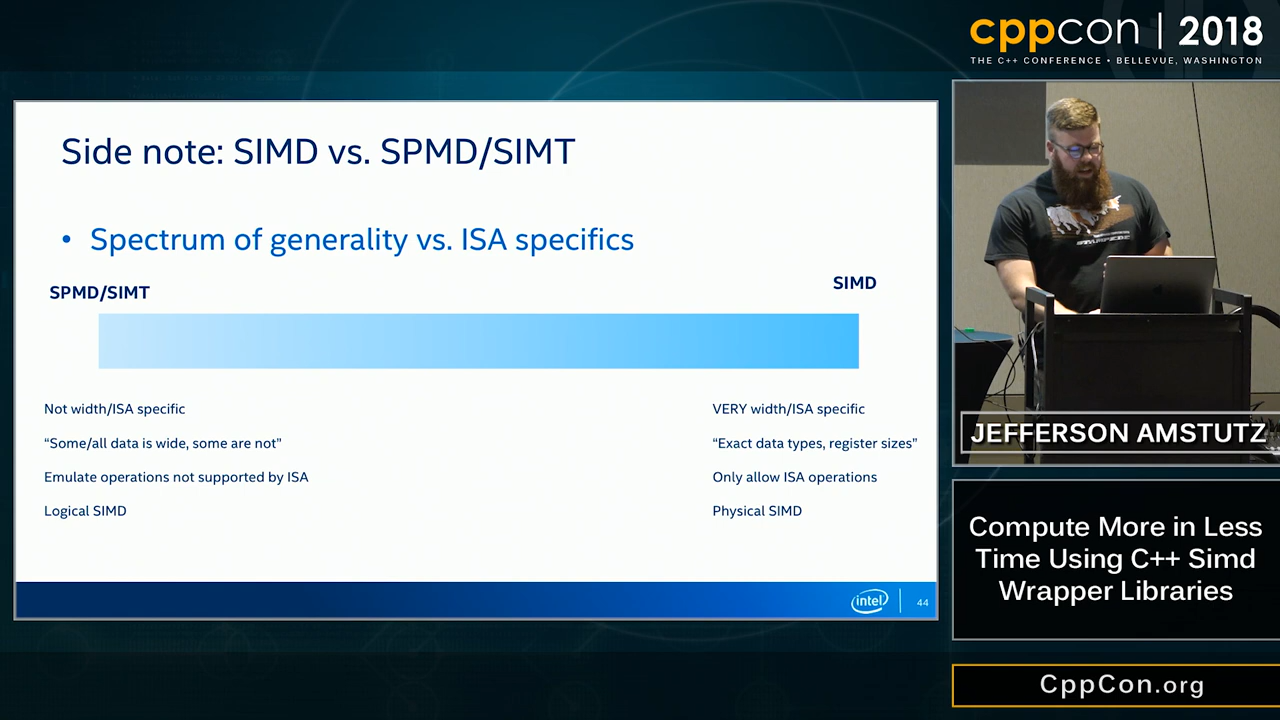 cppcon | 2018
THE C++ CONFERENCE • BELLEVUE, WASHINGTON
Side note: SIMD vs. SPMD/SIMT
• Spectrum of generality vs. ISA specifics
SPMD/SIMT
SIMD
Not width/ISA specific
“Some/all data is wide, some are not”
Emulate operations not supported by ISA
Logical SIMD
VERY width/ISA specific
“Exact data types, register sizes”
Only allow ISA operations
Physical SIMD
intel
44
JEFFERSON AMSTUTZ
Compute More in Less
Time Using C++ Simd
Wrapper Libraries
CppCon.org